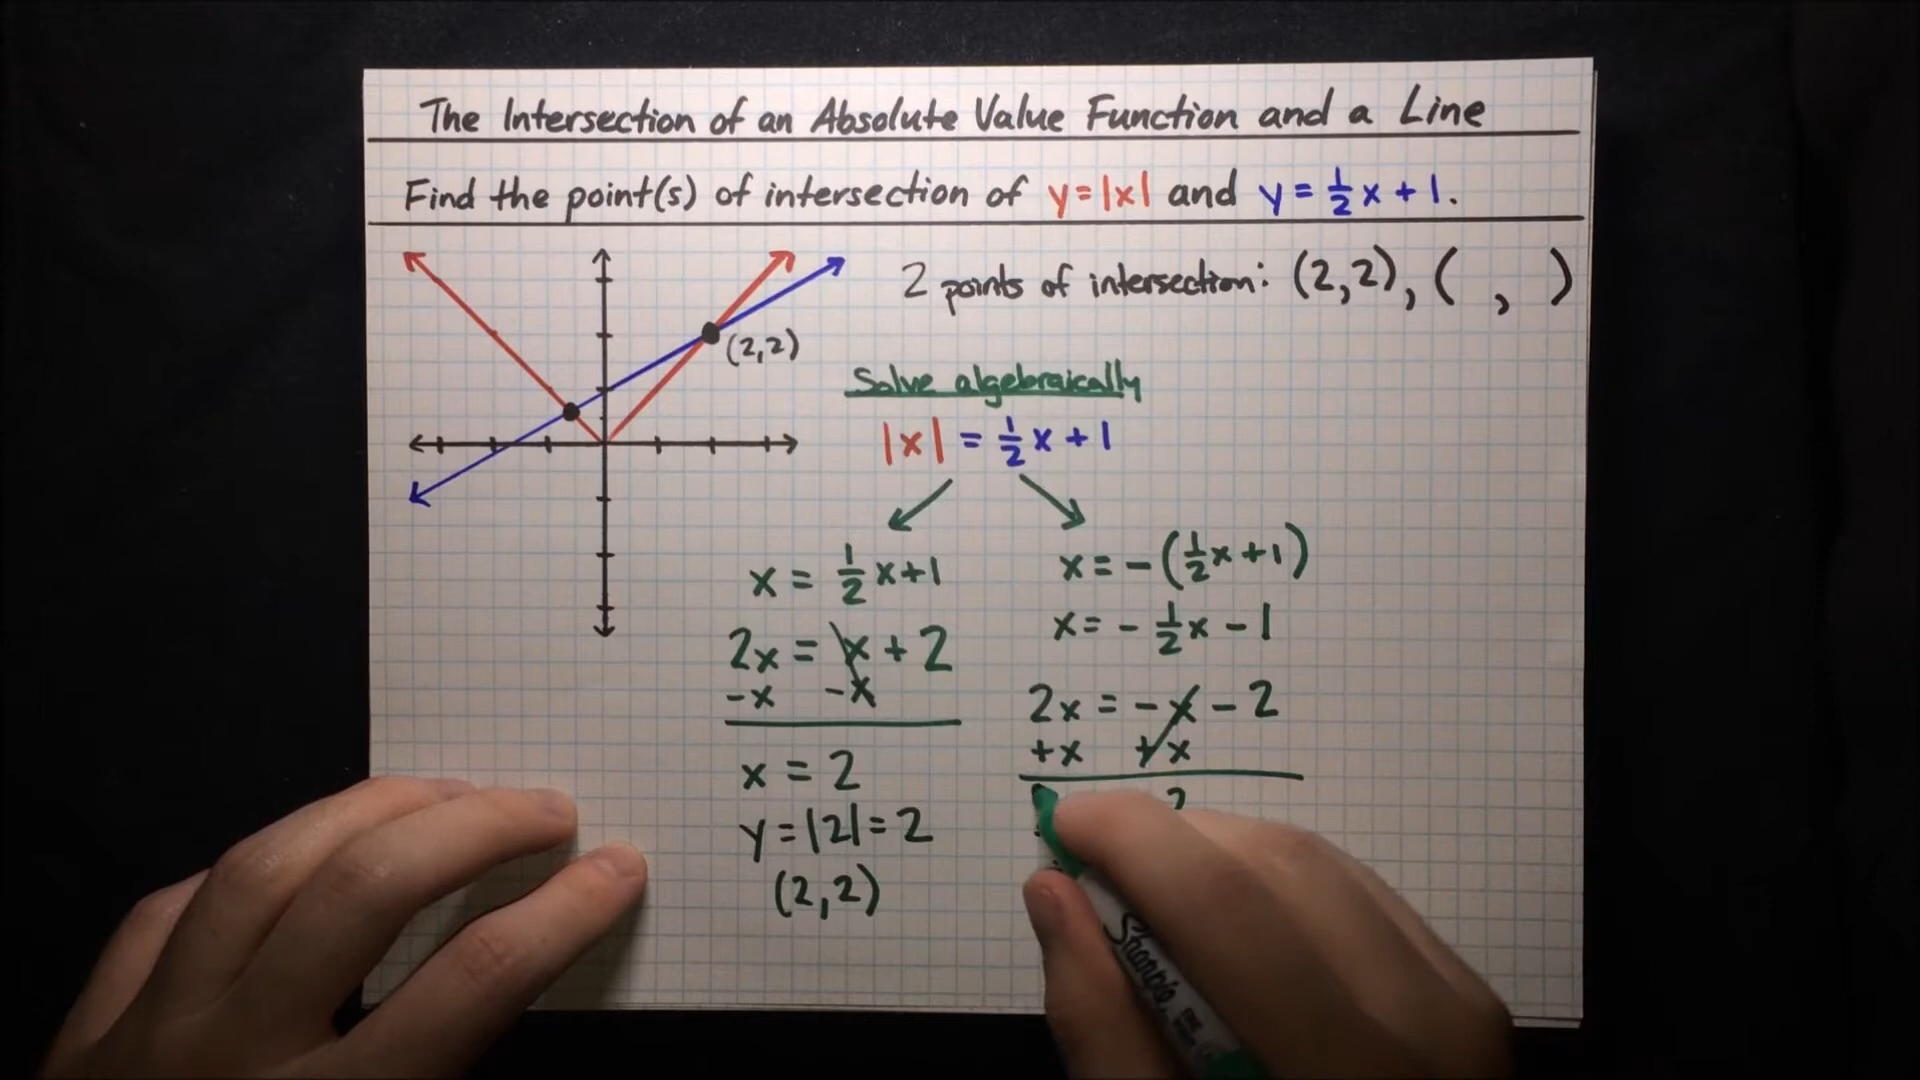 The Intersection of an Absolute Value Function and a Line
Find the point(s) of intersection of y=|x| and y=½x+1.
2 points of intersection: (2,2), ( , )
(2,2)
Solve algebraically
|x| = ½x+1
x = ½x+1
2x = x + 2
-x -x
x = 2
y = |2| = 2
(2,2)
x = -(½x+1)
x = -½x - 1
2x = -x - 2
+x +x
Sharpie